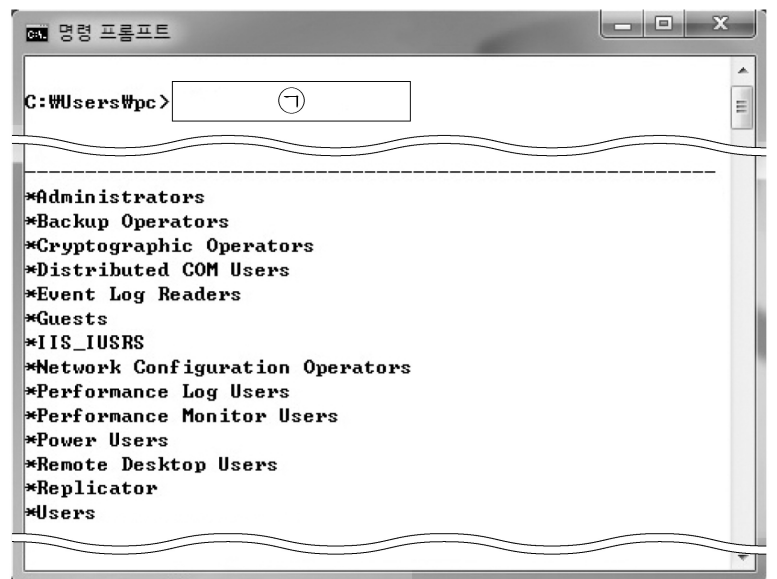 명령 프롬프트
C:₩Users₩pc> ㉠
------------------------------------------------------------
*Administrators
*Backup Operators
*Cryptographic Operators
*Distributed COM Users
*Event Log Readers
*Guests
*IIS_IUSRS
*Network Configuration Operators
*Performance Log Users
*Performance Monitor Users
*Power Users
*Remote Desktop Users
*Replicator
*Users